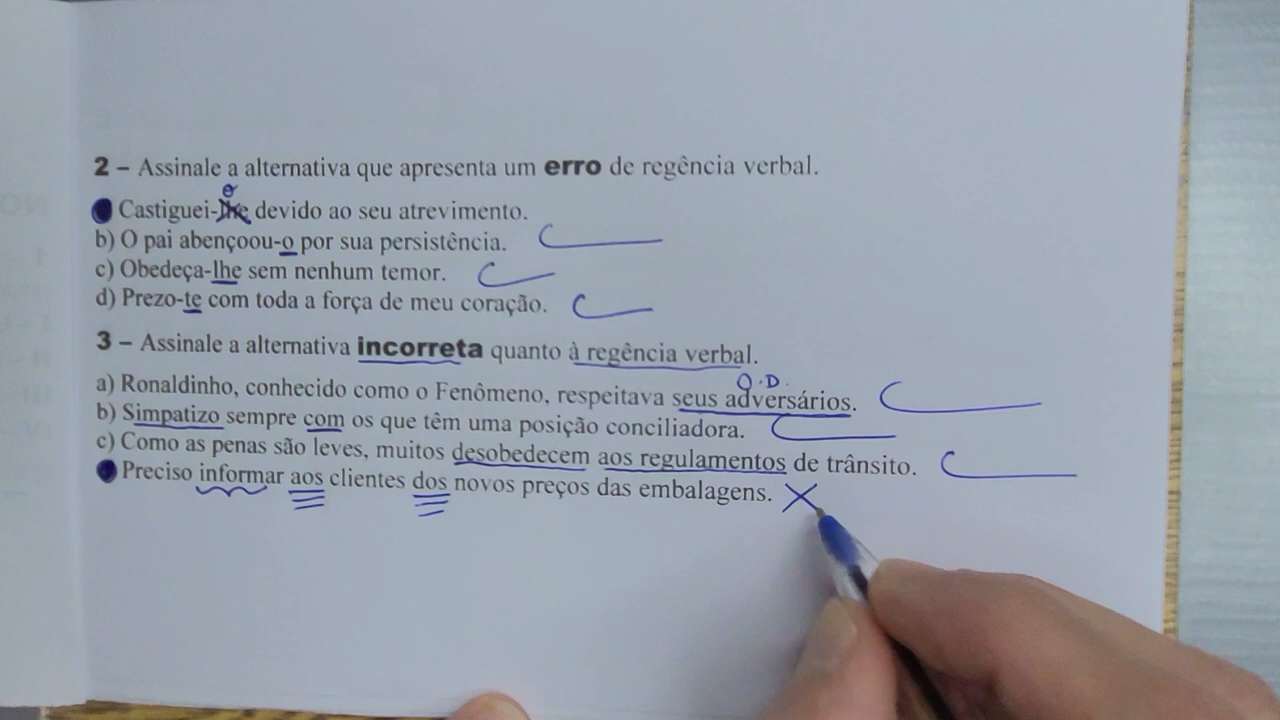 2 – Assinale a alternativa que apresenta um erro de regência verbal.
o
Castiguei-lhe devido ao seu atrevimento.
b) O pai abençoou-o por sua persistência.
c) Obedeça-lhe sem nenhum temor.
d) Prezo-te com toda a força de meu coração.
3 – Assinale a alternativa incorreta quanto à regência verbal.
O.D.
a) Ronaldinho, conhecido como o Fenômeno, respeitava seus adversários.
b) Simpatizo sempre com os que têm uma posição conciliadora.
c) Como as penas são leves, muitos desobedecem aos regulamentos de trânsito.
Preciso informar aos clientes dos novos preços das embalagens. X